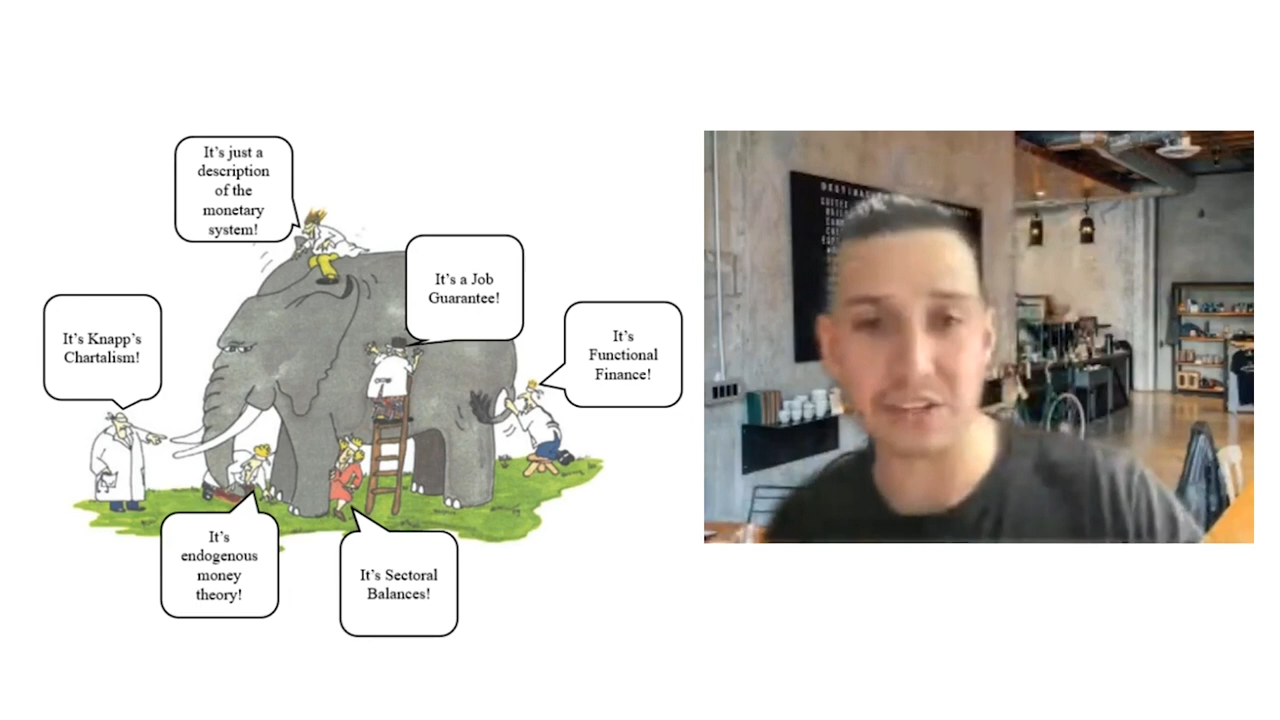 It's just a
description
of the
monetary
system!
It's a Job
Guarantee!
It's
Functional
Finance!
It's Knapp's
Chartalism!
It's
endogenous
money
theory!
It's Sectoral
Balances!